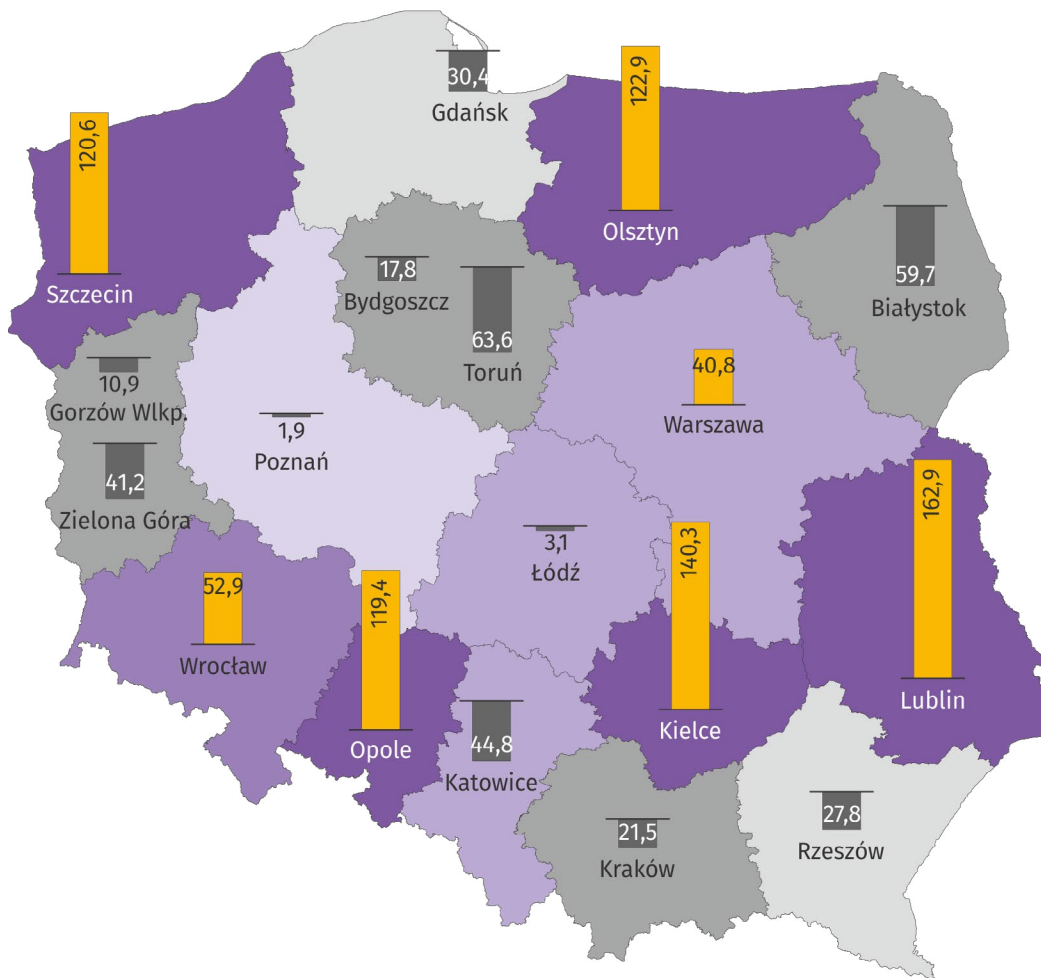 30,4
Gdańsk
122,9
Olsztyn
120,6
Szczecin
59,7
Białystok
17,8
Bydgoszcz
63,6
Toruń
40,8
Warszawa
10,9
Gorzów Wlkp.
1,9
Poznań
41,2
Zielona Góra
162,9
Lublin
3,1
Łódź
140,3
Kielce
52,9
Wrocław
119,4
Opole
44,8
Katowice
21,5
Kraków
27,8
Rzeszów